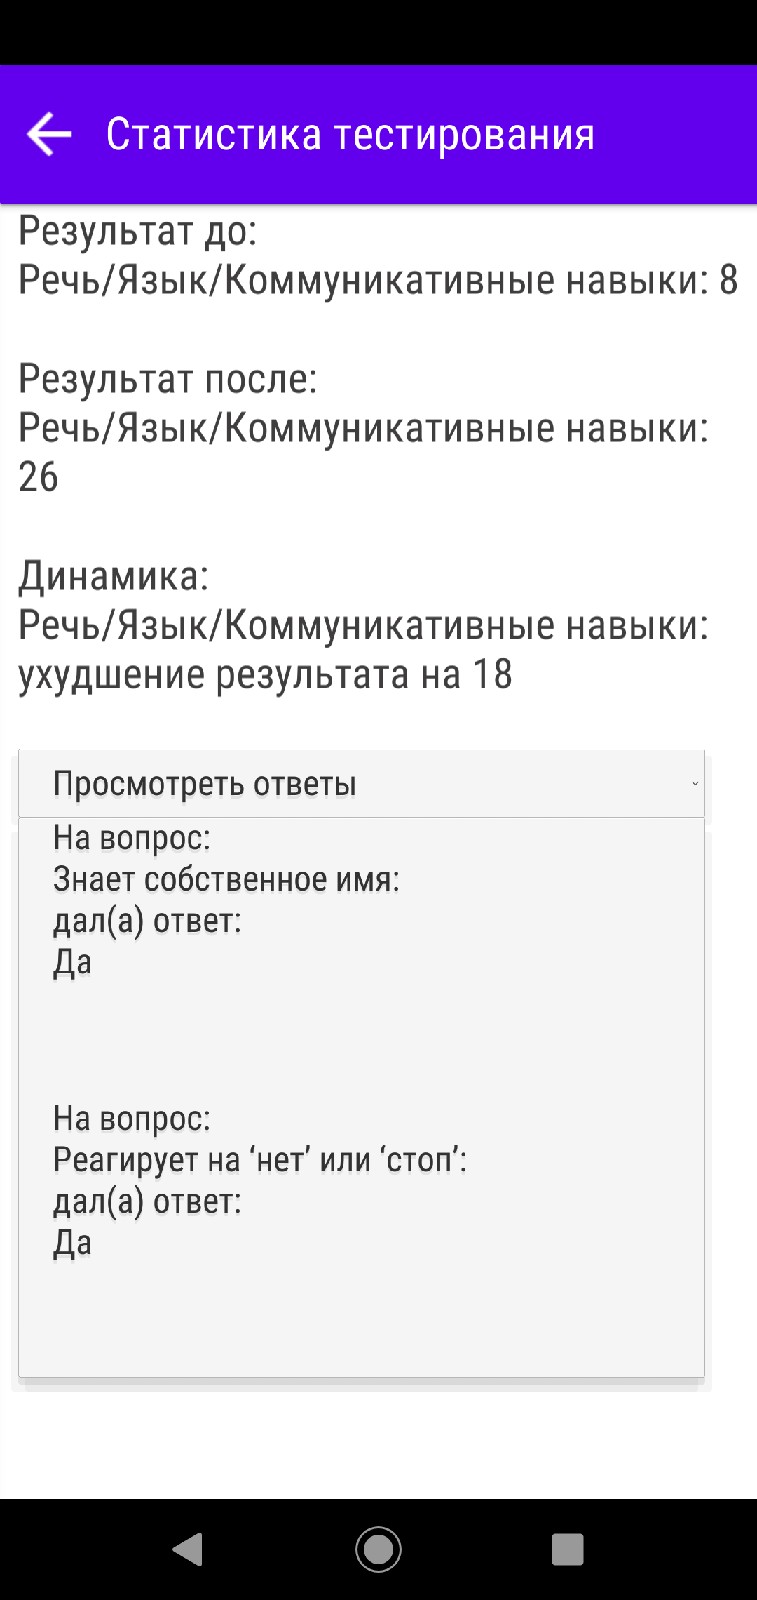 Статистика тестирования
Результат до:
Речь/Язык/Коммуникативные навыки: 8
Результат после:
Речь/Язык/Коммуникативные навыки:
26
Динамика:
Речь/Язык/Коммуникативные навыки:
ухудшение результата на 18
Просмотреть ответы
На вопрос:
Знает собственное имя:
дал(а) ответ:
Да
На вопрос:
Реагирует на ‘нет’ или ‘стоп’:
дал(а) ответ:
Да